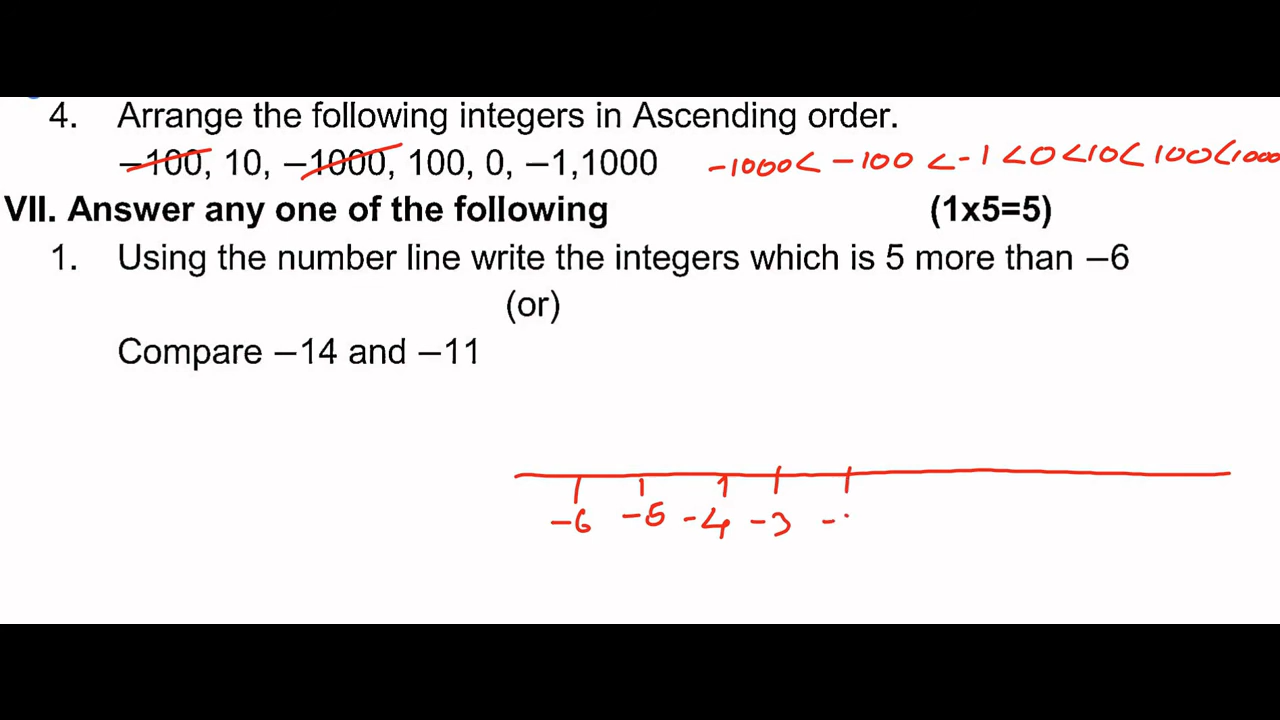 4. Arrange the following integers in Ascending order.
−100, 10, −1000, 100, 0, −1,1000 -1000< -100 < -1 <0 <10< 100<1000
VII. Answer any one of the following (1x5=5)
1. Using the number line write the integers which is 5 more than −6
(or)
Compare −14 and −11
-6 -5 -4 -3 -